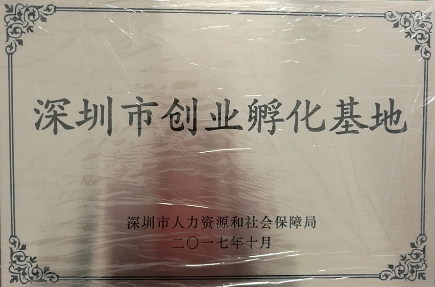 深圳市创业孵化基地
深圳市人力资源和社会保障局
二〇一七年十月